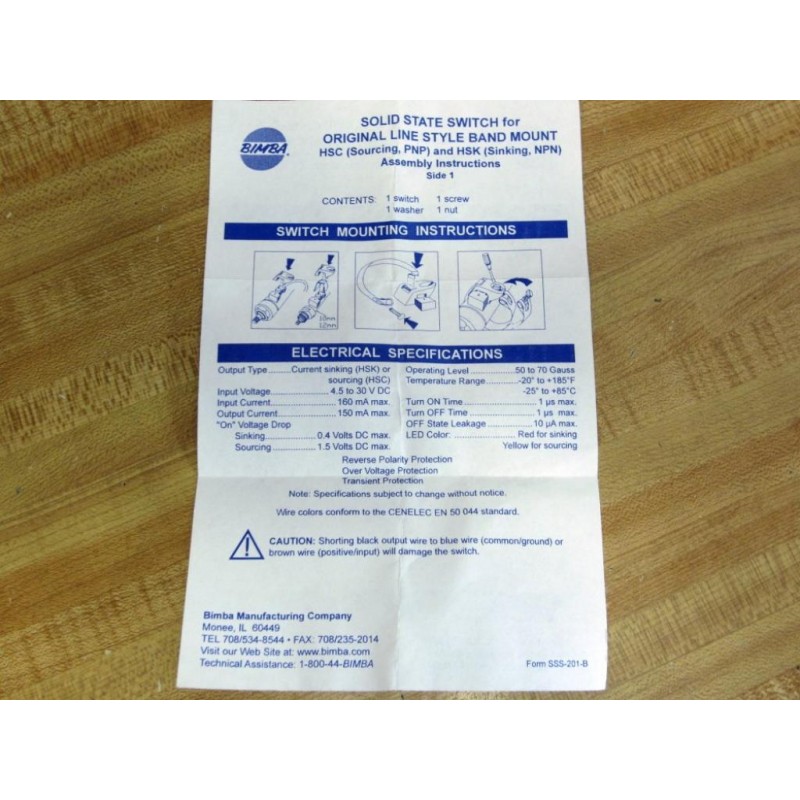 BIMBA
SOLID STATE SWITCH for
ORIGINAL LINE STYLE BAND MOUNT
HSC (Sourcing, PNP) and HSK (Sinking, NPN)
Assembly Instructions
Side 1
CONTENTS: 1 switch 1 screw
1 washer 1 nut
SWITCH MOUNTING INSTRUCTIONS
10mm
12mm
ELECTRICAL SPECIFICATIONS
Output Type ........ Current sinking (HSK) or
sourcing (HSC)
Input Voltage ........ 4.5 to 30 V DC
Input Current ........ 160 mA max.
Output Current ........ 150 mA max.
"On" Voltage Drop
Sinking ........ 0.4 Volts DC max.
Sourcing ........ 1.5 Volts DC max.
Operating Level ........ 50 to 70 Gauss
Temperature Range ........ -20° to +185°F
-25° to +85°C
Turn ON Time ........ 1 µs max.
Turn OFF Time ........ 1 µs max.
OFF State Leakage ........ 10 µA max.
LED Color: ........ Red for sinking
Yellow for sourcing
Reverse Polarity Protection
Over Voltage Protection
Transient Protection
Note: Specifications subject to change without notice.
Wire colors conform to the CENELEC EN 50 044 standard.
CAUTION: Shorting black output wire to blue wire (common/ground) or
brown wire (positive/input) will damage the switch.
Bimba Manufacturing Company
Monee, IL 60449
TEL 708/534-8544 • FAX: 708/235-2014
Visit our Web Site at: www.bimba.com
Technical Assistance: 1-800-44-BIMBA
Form SSS-201-B